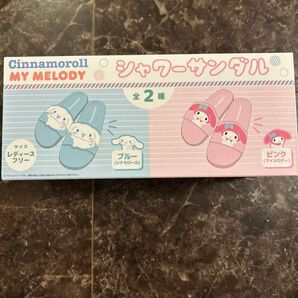 Cinnamoroll
MY MELODY
シャワーサンダル
全2種
サイズ
レディース
フリー
ブルー
(シナモロール)
ピンク
(マイメロディ)